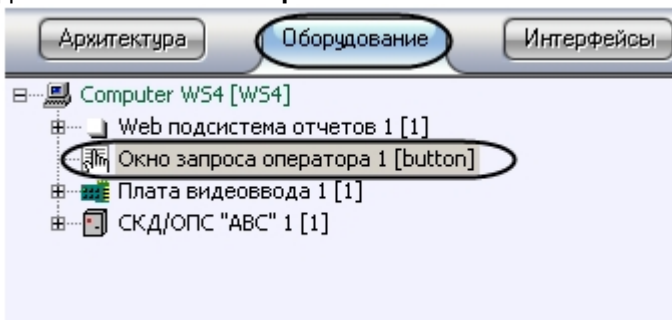 Архитектура Оборудование Интерфейсы
Computer WS4 [WS4]
Web подсистема отчетов 1 [1]
Окно запроса оператора 1 [button]
Плата видеоввода 1 [1]
СКД/ОПС "ABC" 1 [1]